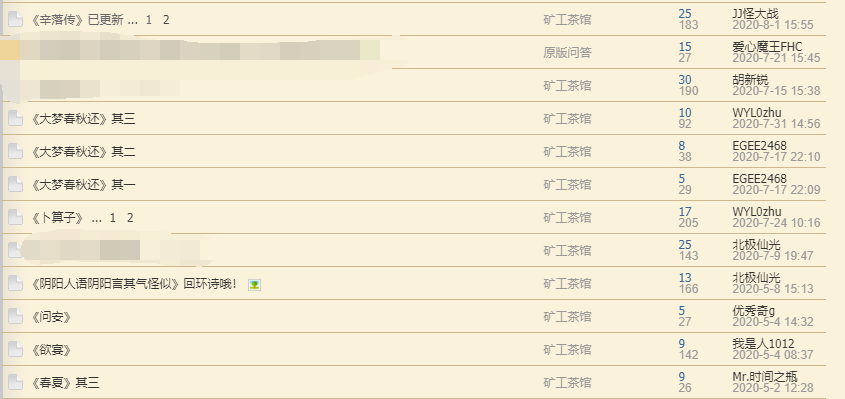 《辛落传》已更新 ... 1 2 矿工茶馆 25 JJ怪大战
183 2020-8-1 15:55
原版问答 15 爱心魔王FHC
27 2020-7-21 15:45
矿工茶馆 30 胡新锐
190 2020-7-15 15:38
《大梦春秋还》其三 矿工茶馆 10 WYL0zhu
92 2020-7-31 14:56
《大梦春秋还》其二 矿工茶馆 8 EGEE2468
38 2020-7-17 22:10
《大梦春秋还》其一 矿工茶馆 5 EGEE2468
29 2020-7-17 22:09
《卜算子》 ... 1 2 矿工茶馆 17 WYL0zhu
205 2020-7-24 10:16
矿工茶馆 25 北极仙光
143 2020-7-9 19:47
《阴阳人语阴阳言其气怪似》回环诗哦！ 矿工茶馆 13 北极仙光
166 2020-5-8 15:13
《问安》 矿工茶馆 5 优秀奇g
27 2020-5-4 14:32
《欲宴》 矿工茶馆 9 我是人1012
142 2020-5-4 08:37
《春夏》其三 矿工茶馆 9 Mr.时间之瓶
26 2020-5-2 12:28